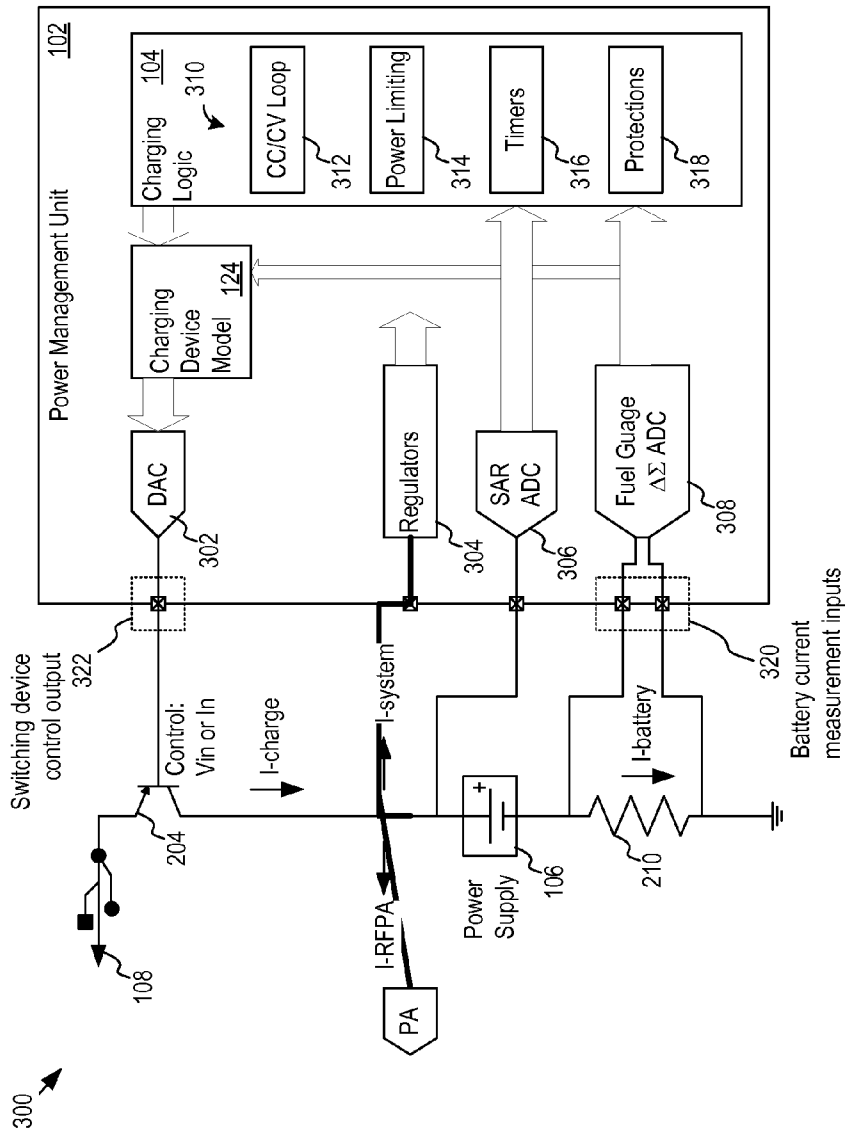 300
108
204
Switching device
control output
322
Control:
Vin or In
I-charge
I-RFPA
PA
I-system
Power
Supply
106
+
I-battery
210
320
Battery current
measurement inputs
Power Management Unit
102
DAC
302
Charging
Device
Model
124
Charging
Logic
104
310
CC/CV Loop
312
Power Limiting
314
Timers
316
Protections
318
Regulators
304
SAR
ADC
306
Fuel Guage
ΔΣ ADC
308